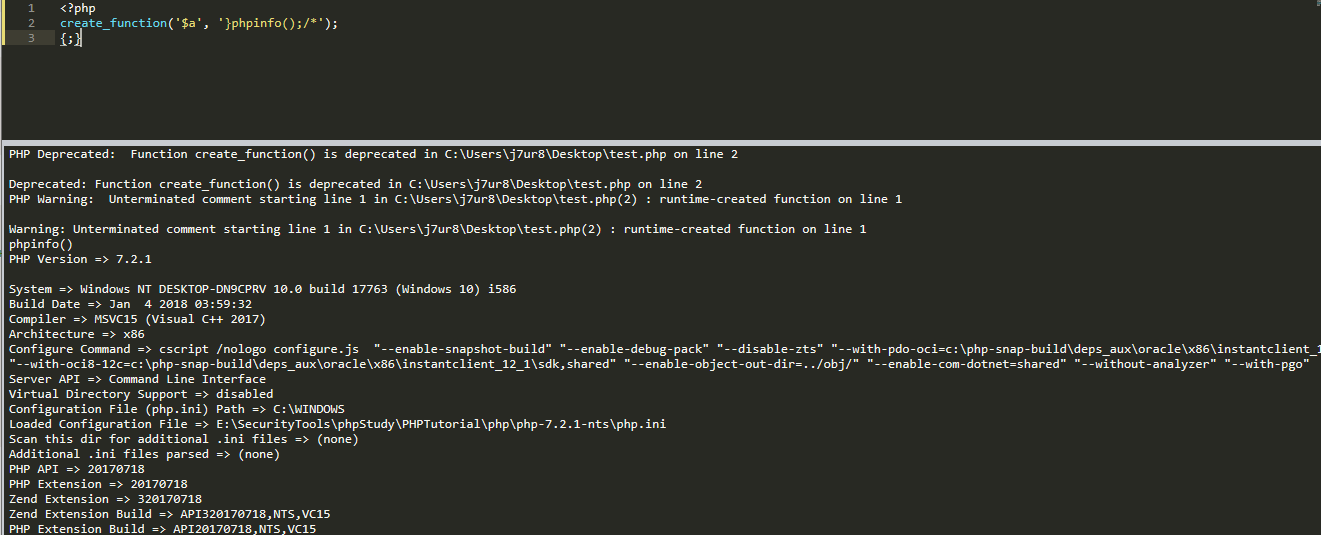 1 <?php
2 create_function('$a', '}phpinfo();/*');
3 {;}
PHP Deprecated:  Function create_function() is deprecated in C:\Users\j7ur8\Desktop\test.php on line 2
Deprecated: Function create_function() is deprecated in C:\Users\j7ur8\Desktop\test.php on line 2
PHP Warning:  Unterminated comment starting line 1 in C:\Users\j7ur8\Desktop\test.php(2) : runtime-created function on line 1
Warning: Unterminated comment starting line 1 in C:\Users\j7ur8\Desktop\test.php(2) : runtime-created function on line 1
phpinfo()
PHP Version => 7.2.1
System => Windows NT DESKTOP-DN9CPRV 10.0 build 17763 (Windows 10) i586
Build Date => Jan  4 2018 03:59:32
Compiler => MSVC15 (Visual C++ 2017)
Architecture => x86
Configure Command => cscript /nologo configure.js  "--enable-snapshot-build" "--enable-debug-pack" "--disable-zts" "--with-pdo-oci=c:\php-snap-build\deps_aux\oracle\x86\instantclient_1
"--with-oci8-12c=c:\php-snap-build\deps_aux\oracle\x86\instantclient_12_1\sdk,shared" "--enable-object-out-dir=../obj/" "--enable-com-dotnet=shared" "--without-analyzer" "--with-pgo"
Server API => Command Line Interface
Virtual Directory Support => disabled
Configuration File (php.ini) Path => C:\WINDOWS
Loaded Configuration File => E:\SecurityTools\phpStudy\PHPTutorial\php\php-7.2.1-nts\php.ini
Scan this dir for additional .ini files => (none)
Additional .ini files parsed => (none)
PHP API => 20170718
PHP Extension => 20170718
Zend Extension => 320170718
Zend Extension Build => API320170718,NTS,VC15
PHP Extension Build => API20170718,NTS,VC15